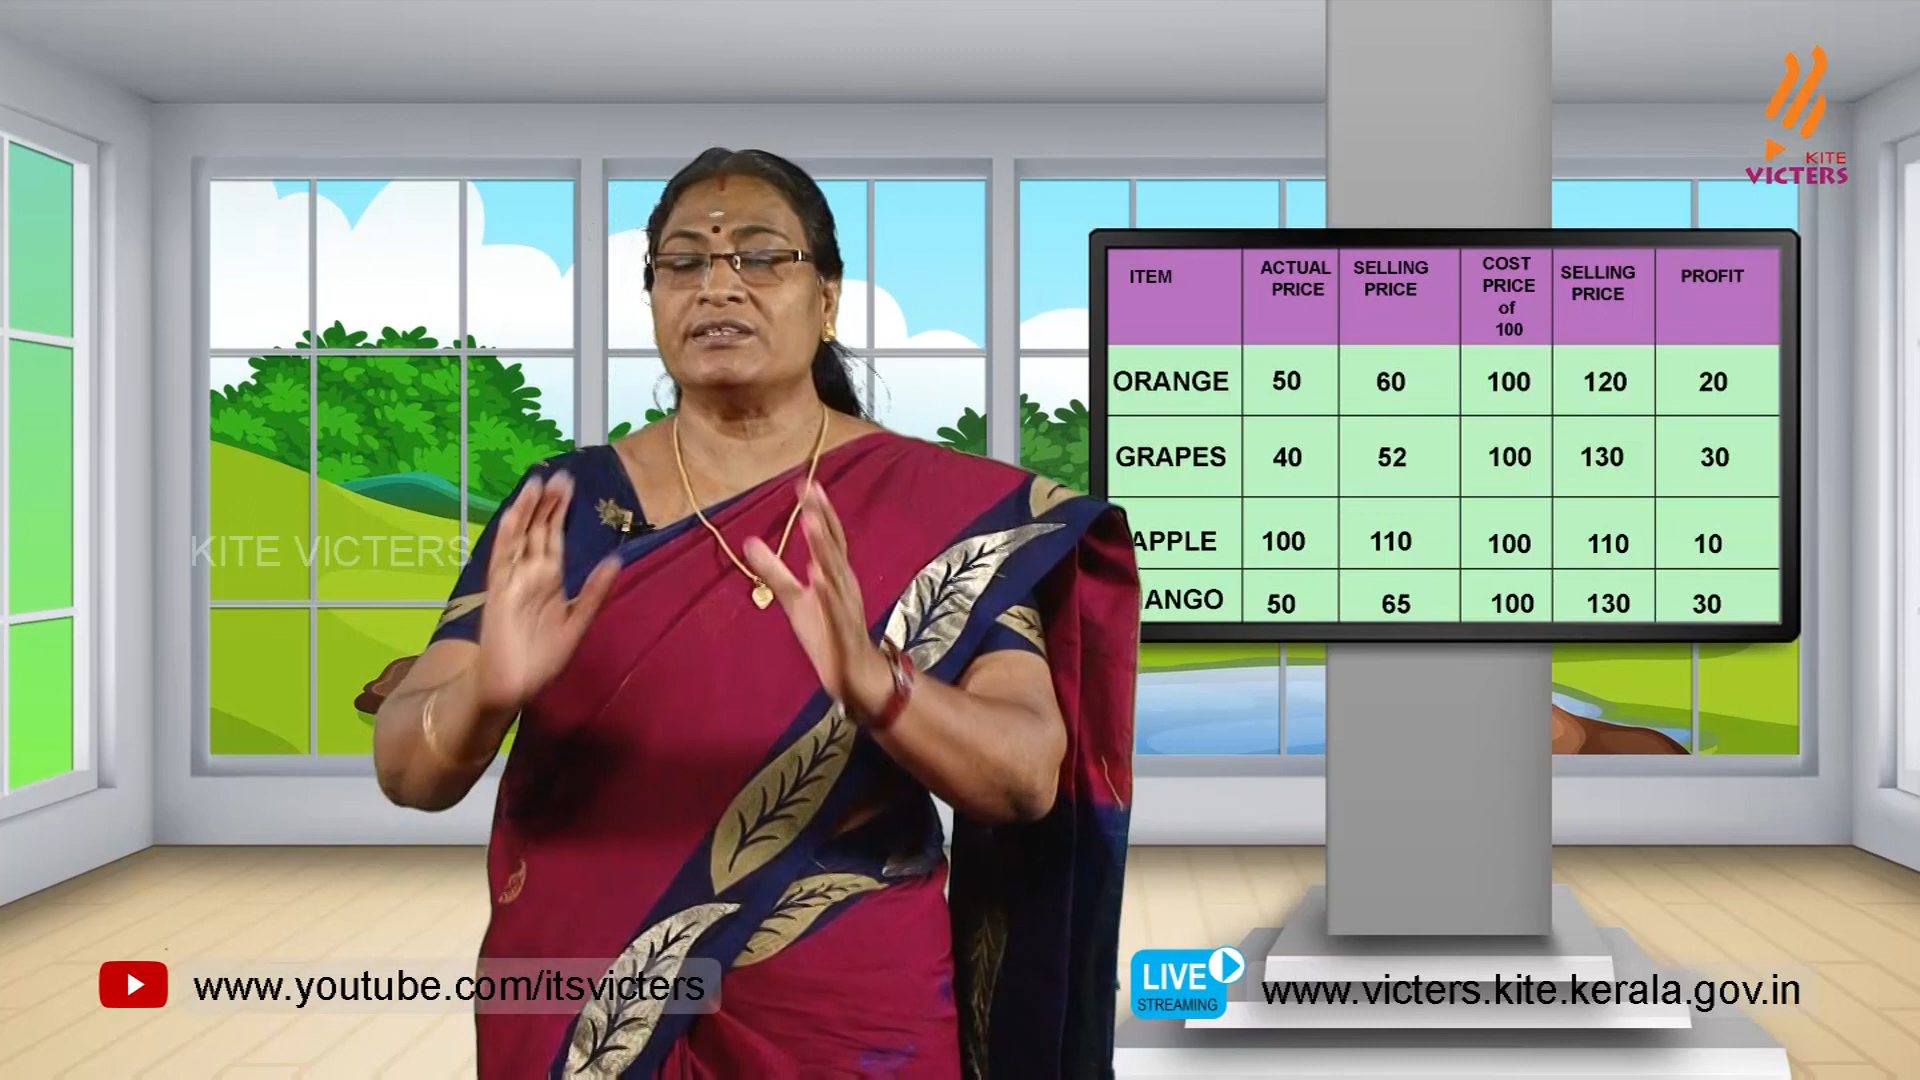 KITE
VICTERS
ITEM ACTUAL PRICE SELLING PRICE COST PRICE of 100 SELLING PRICE PROFIT
ORANGE 50 60 100 120 20
GRAPES 40 52 100 130 30
APPLE 100 110 100 110 10
ANGO 50 65 100 130 30
KITE VICTERS
www.youtube.com/itsvicters
LIVE
STREAMING
www.victers.kite.kerala.gov.in